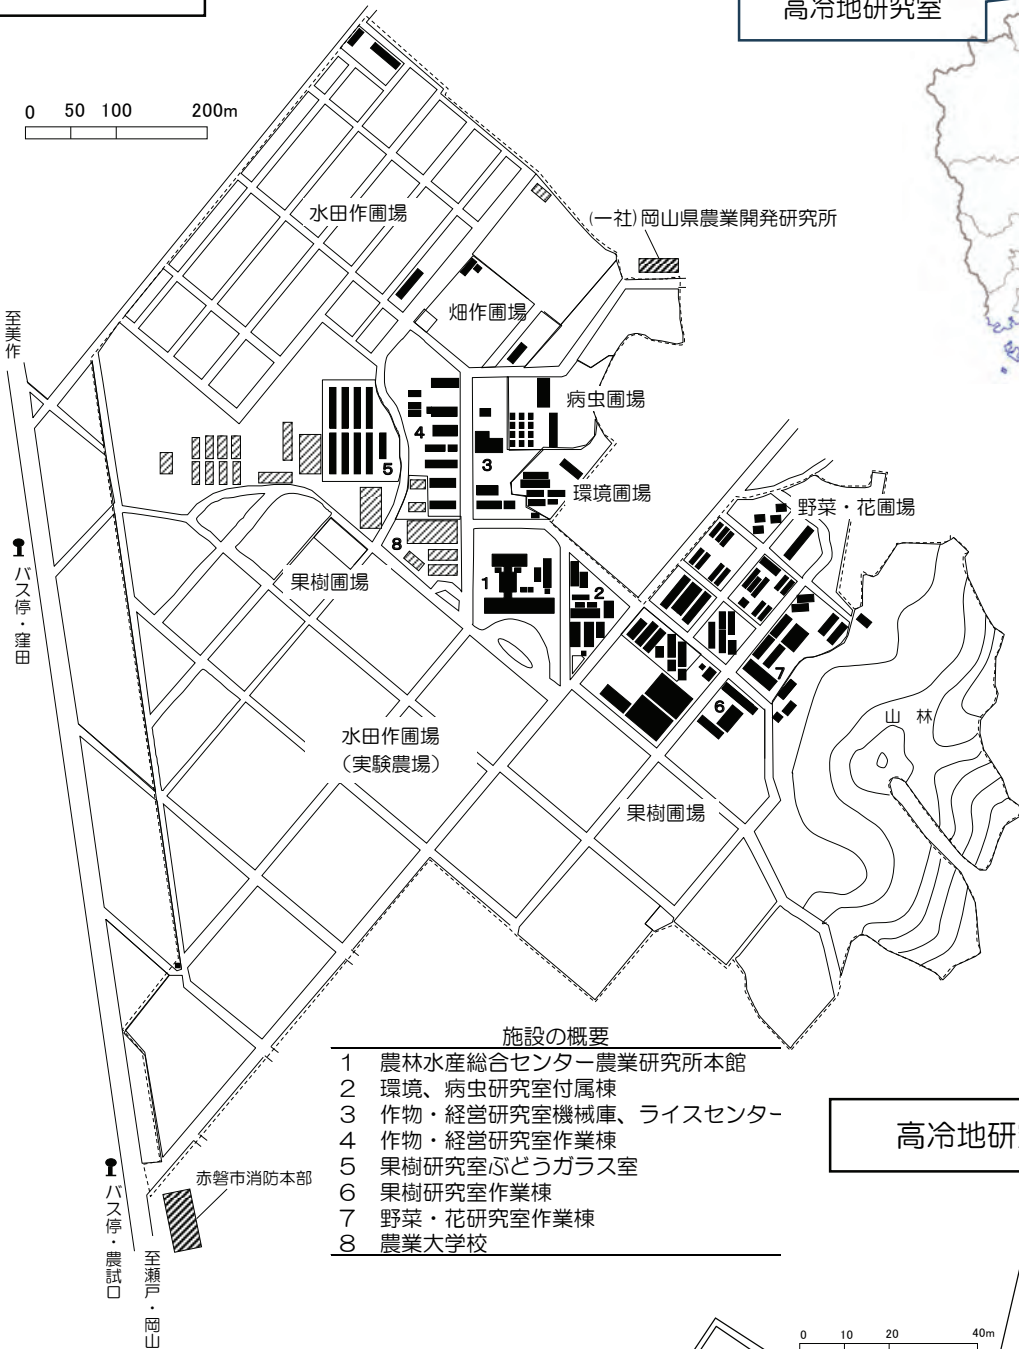 高冷地研究室
0 50 100 200m
水田作圃場
(一社)岡山県農業開発研究所
畑作圃場
至美作
病虫圃場
4
5
3
環境圃場
野菜・花圃場
8
果樹圃場
1
2
バス停・窪田
7
6
山林
水田作圃場
（実験農場）
果樹圃場
施設の概要
1 農林水産総合センター農業研究所本館
2 環境、病虫研究室付属棟
3 作物・経営研究室機械庫、ライスセンター
4 作物・経営研究室作業棟
5 果樹研究室ぶどうガラス室
6 果樹研究室作業棟
7 野菜・花研究室作業棟
8 農業大学校
高冷地研
赤磐市消防本部
バス停・農試口
至瀬戸・岡山
0 10 20 40m